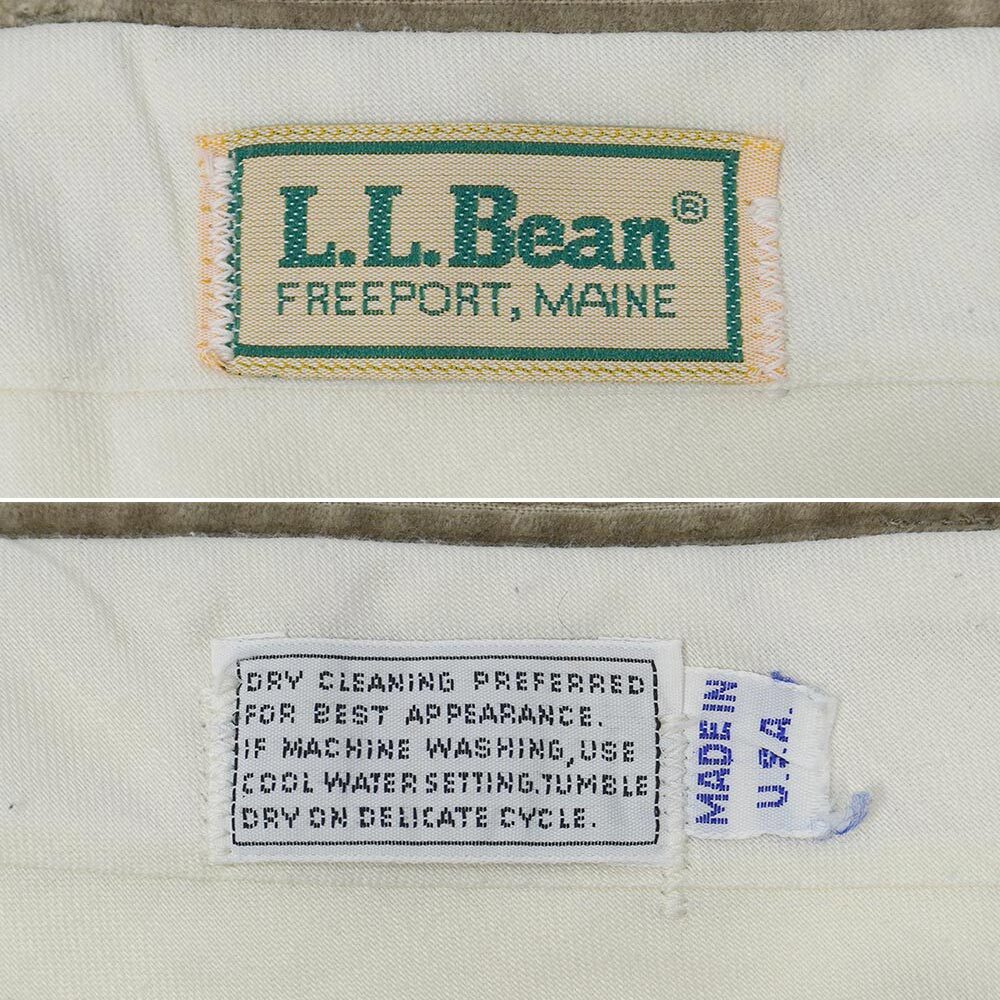 L.L.Bean®
FREEPORT, MAINE
DRY CLEANING PREFERRED
FOR BEST APPEARANCE.
IF MACHINE WASHING, USE
COOL WATER SETTING. TUMBLE
DRY ON DELICATE CYCLE.
MADE IN
U.S.A.